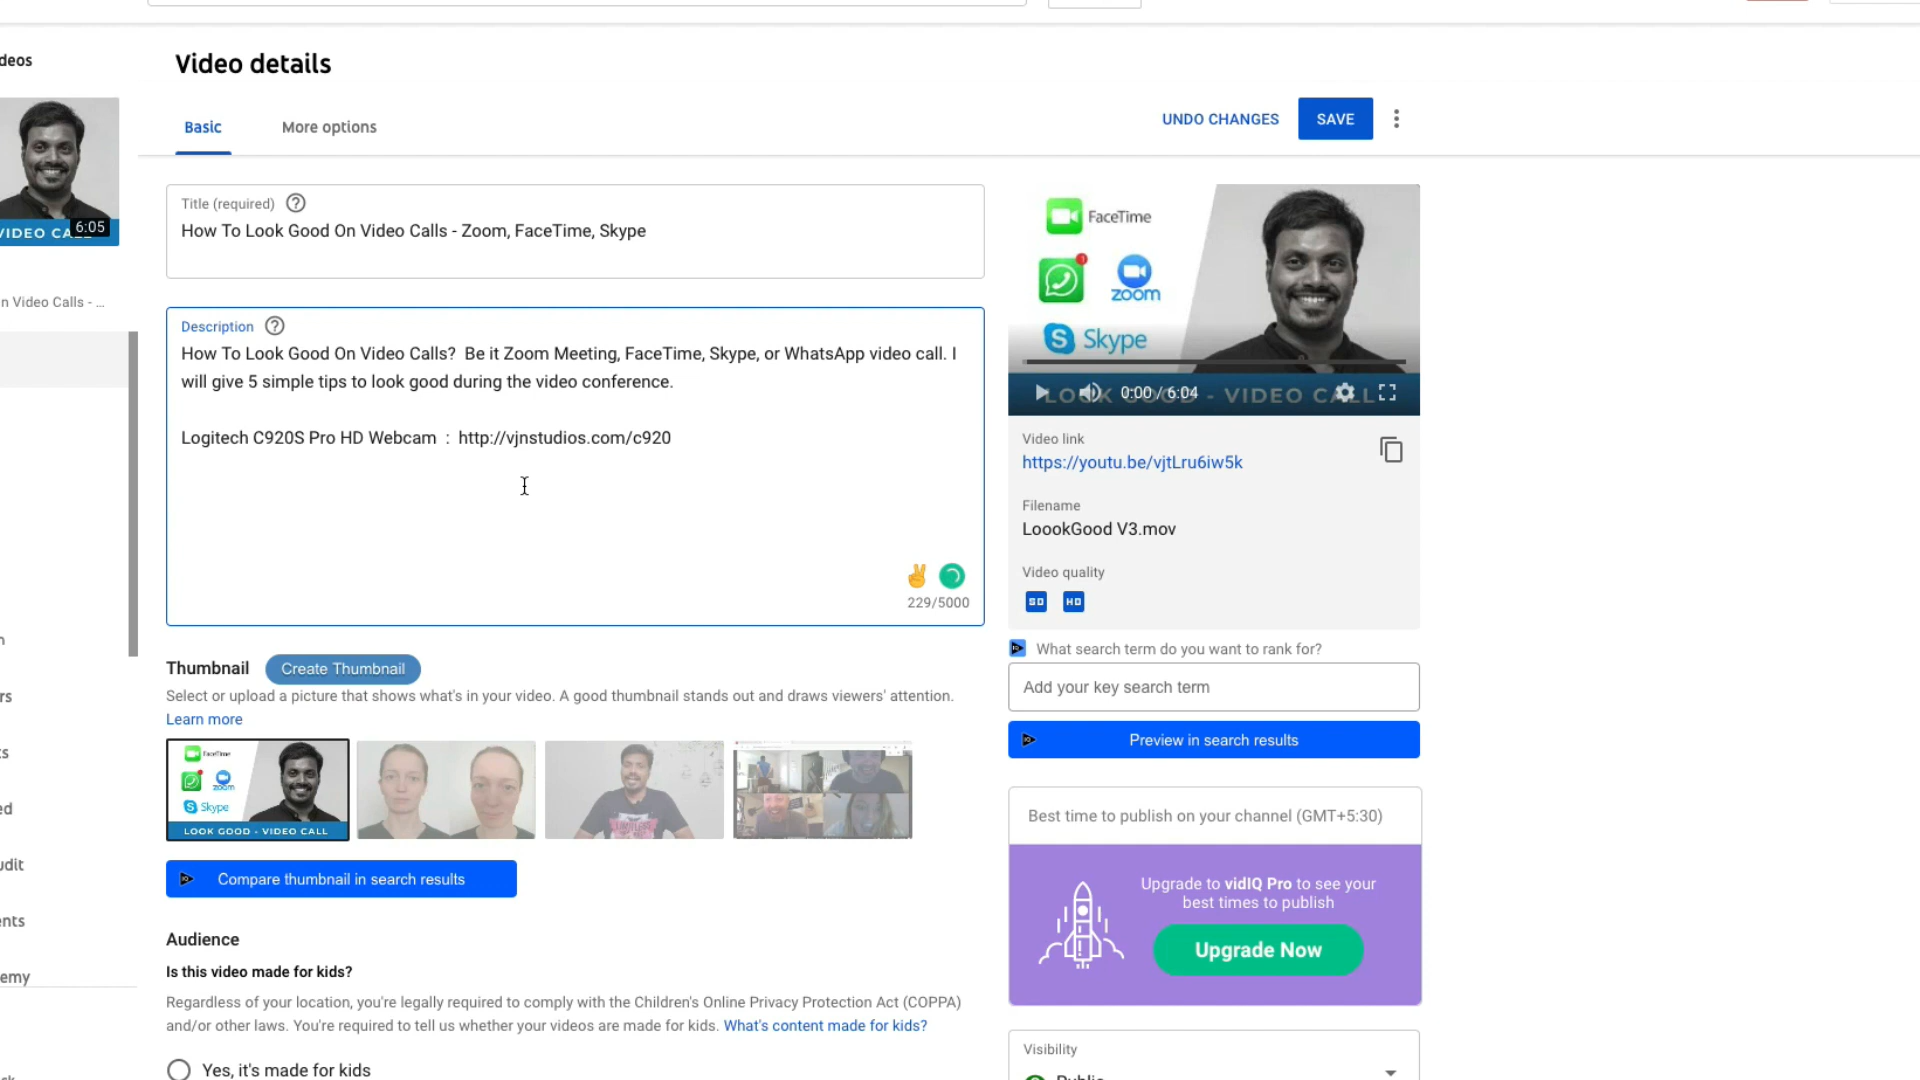 deos
Video details
Basic
More options
UNDO CHANGES
SAVE
6:05
VIDEO CA
n Video Calls - ...
Title (required)
How To Look Good On Video Calls - Zoom, FaceTime, Skype
Description
How To Look Good On Video Calls?  Be it Zoom Meeting, FaceTime, Skype, or WhatsApp video call. I
will give 5 simple tips to look good during the video conference.
Logitech C920S Pro HD Webcam  :  http://vjnstudios.com/c920
229/5000
FaceTime
zoom
Skype
LOOK GOOD - VIDEO CALL
0:00 / 6:04
Video link
https://youtu.be/vjtLru6iw5k
Filename
LoookGood V3.mov
Video quality
SD HD
What search term do you want to rank for?
Add your key search term
Preview in search results
Thumbnail
Create Thumbnail
Select or upload a picture that shows what's in your video. A good thumbnail stands out and draws viewers' attention.
Learn more
FaceTime
zoom
Skype
LOOK GOOD - VIDEO CALL
Compare thumbnail in search results
Best time to publish on your channel (GMT+5:30)
Upgrade to vidIQ Pro to see your
best times to publish
Upgrade Now
Audience
Is this video made for kids?
Regardless of your location, you're legally required to comply with the Children's Online Privacy Protection Act (COPPA)
and/or other laws. You're required to tell us whether your videos are made for kids. What's content made for kids?
Yes, it's made for kids
Visibility
Public
n
rs
ts
ed
udit
ents
emy